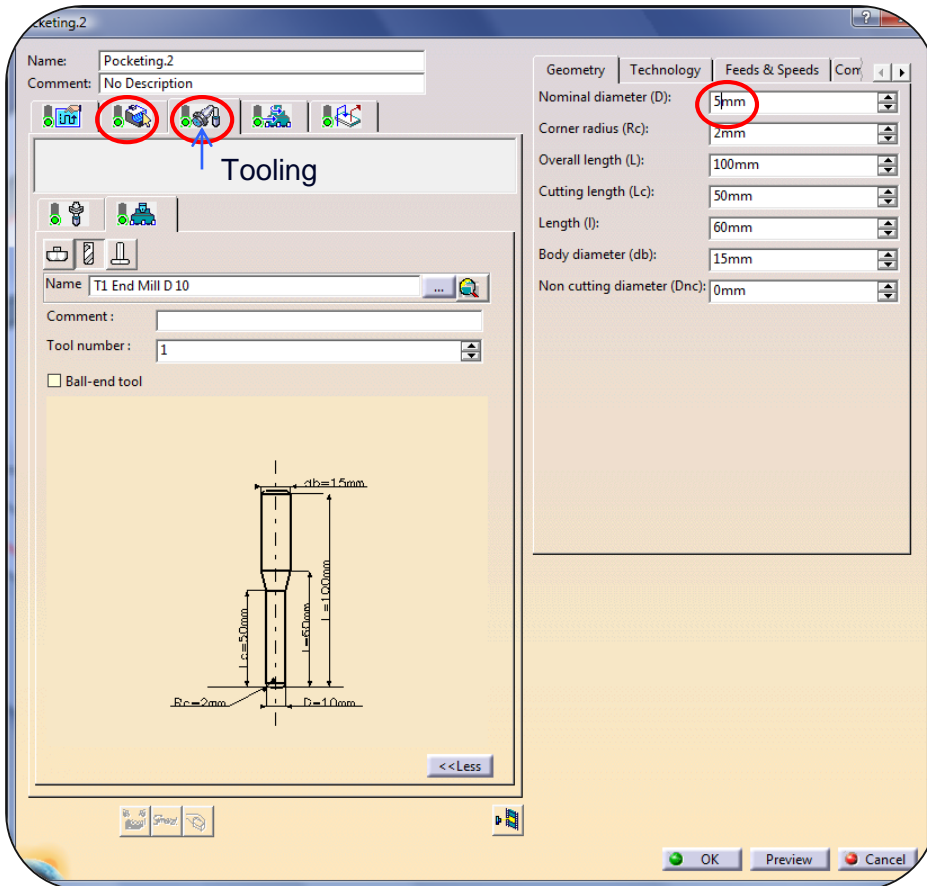 cketing.2
Name: Pocketing.2
Comment: No Description
Tooling
Name T1 End Mill D 10 ...
Comment :
Tool number : 1
Ball-end tool
db=15mm
L=100mm
l=60mm
Lc=50mm
Rc=2mm
D=10mm
<<Less
Geometry Technology Feeds & Speeds Com
Nominal diameter (D): 5mm
Corner radius (Rc): 2mm
Overall length (L): 100mm
Cutting length (Lc): 50mm
Length (l): 60mm
Body diameter (db): 15mm
Non cutting diameter (Dnc): 0mm
OK Preview Cancel